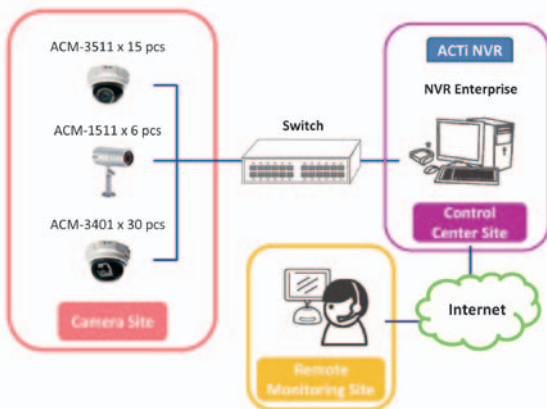 ACM-3511 x 15 pcs
ACM-1511 x 6 pcs
ACM-3401 x 30 pcs
Camera Site
Switch
ACTi NVR
NVR Enterprise
Control
Center Site
Internet
Remote
Monitoring Site